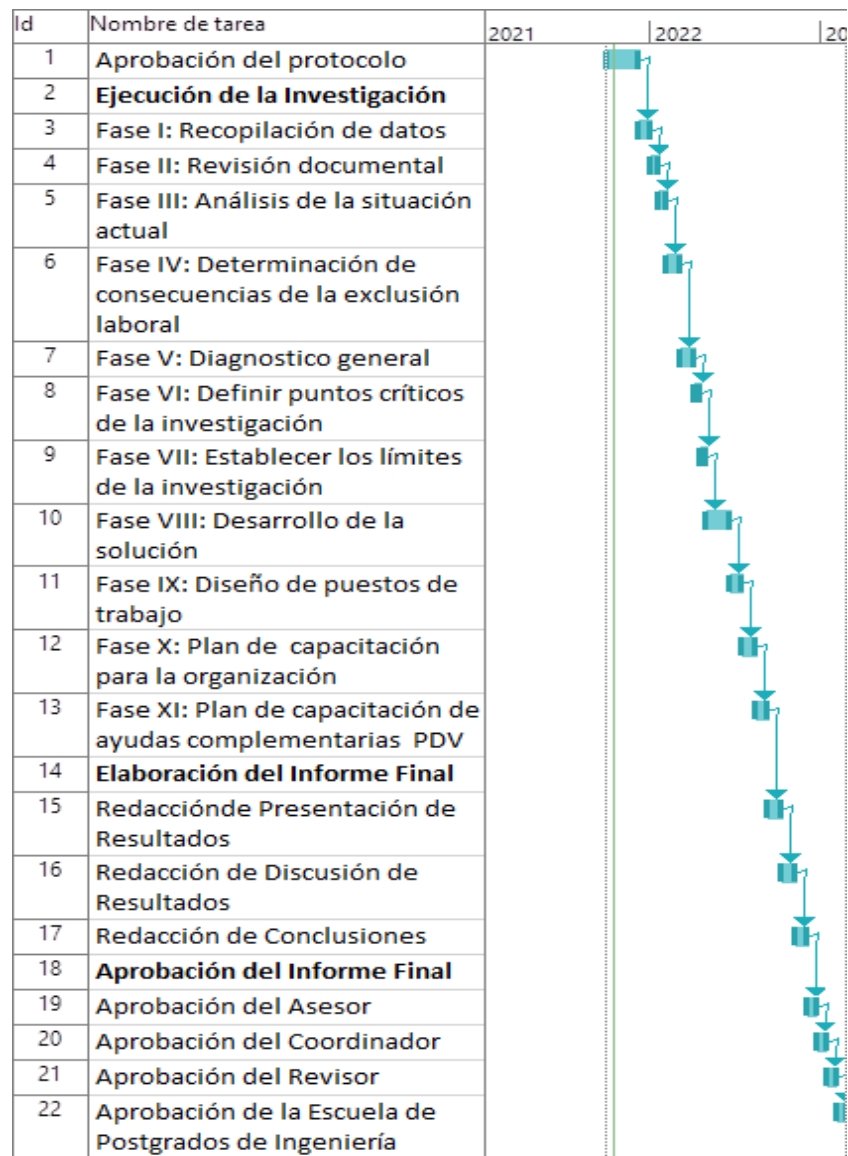 Id Nombre de tarea 2021 2022 20
1 Aprobación del protocolo
2 Ejecución de la Investigación
3 Fase I: Recopilación de datos
4 Fase II: Revisión documental
5 Fase III: Análisis de la situación
actual
6 Fase IV: Determinación de
consecuencias de la exclusión
laboral
7 Fase V: Diagnostico general
8 Fase VI: Definir puntos críticos
de la investigación
9 Fase VII: Establecer los límites
de la investigación
10 Fase VIII: Desarrollo de la
solución
11 Fase IX: Diseño de puestos de
trabajo
12 Fase X: Plan de capacitación
para la organización
13 Fase XI: Plan de capacitación de
ayudas complementarias PDV
14 Elaboración del Informe Final
15 Redacciónde Presentación de
Resultados
16 Redacción de Discusión de
Resultados
17 Redacción de Conclusiones
18 Aprobación del Informe Final
19 Aprobación del Asesor
20 Aprobación del Coordinador
21 Aprobación del Revisor
22 Aprobación de la Escuela de
Postgrados de Ingeniería